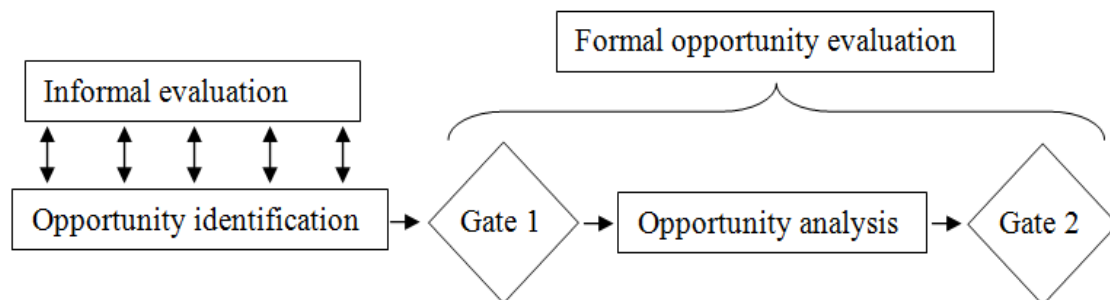 Formal opportunity evaluation
Informal evaluation
Opportunity identification
Gate 1
Opportunity analysis
Gate 2